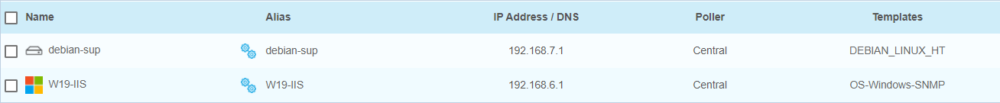 Name Alias IP Address / DNS Poller Templates
debian-sup debian-sup 192.168.7.1 Central DEBIAN_LINUX_HT
W19-IIS W19-IIS 192.168.6.1 Central OS-Windows-SNMP